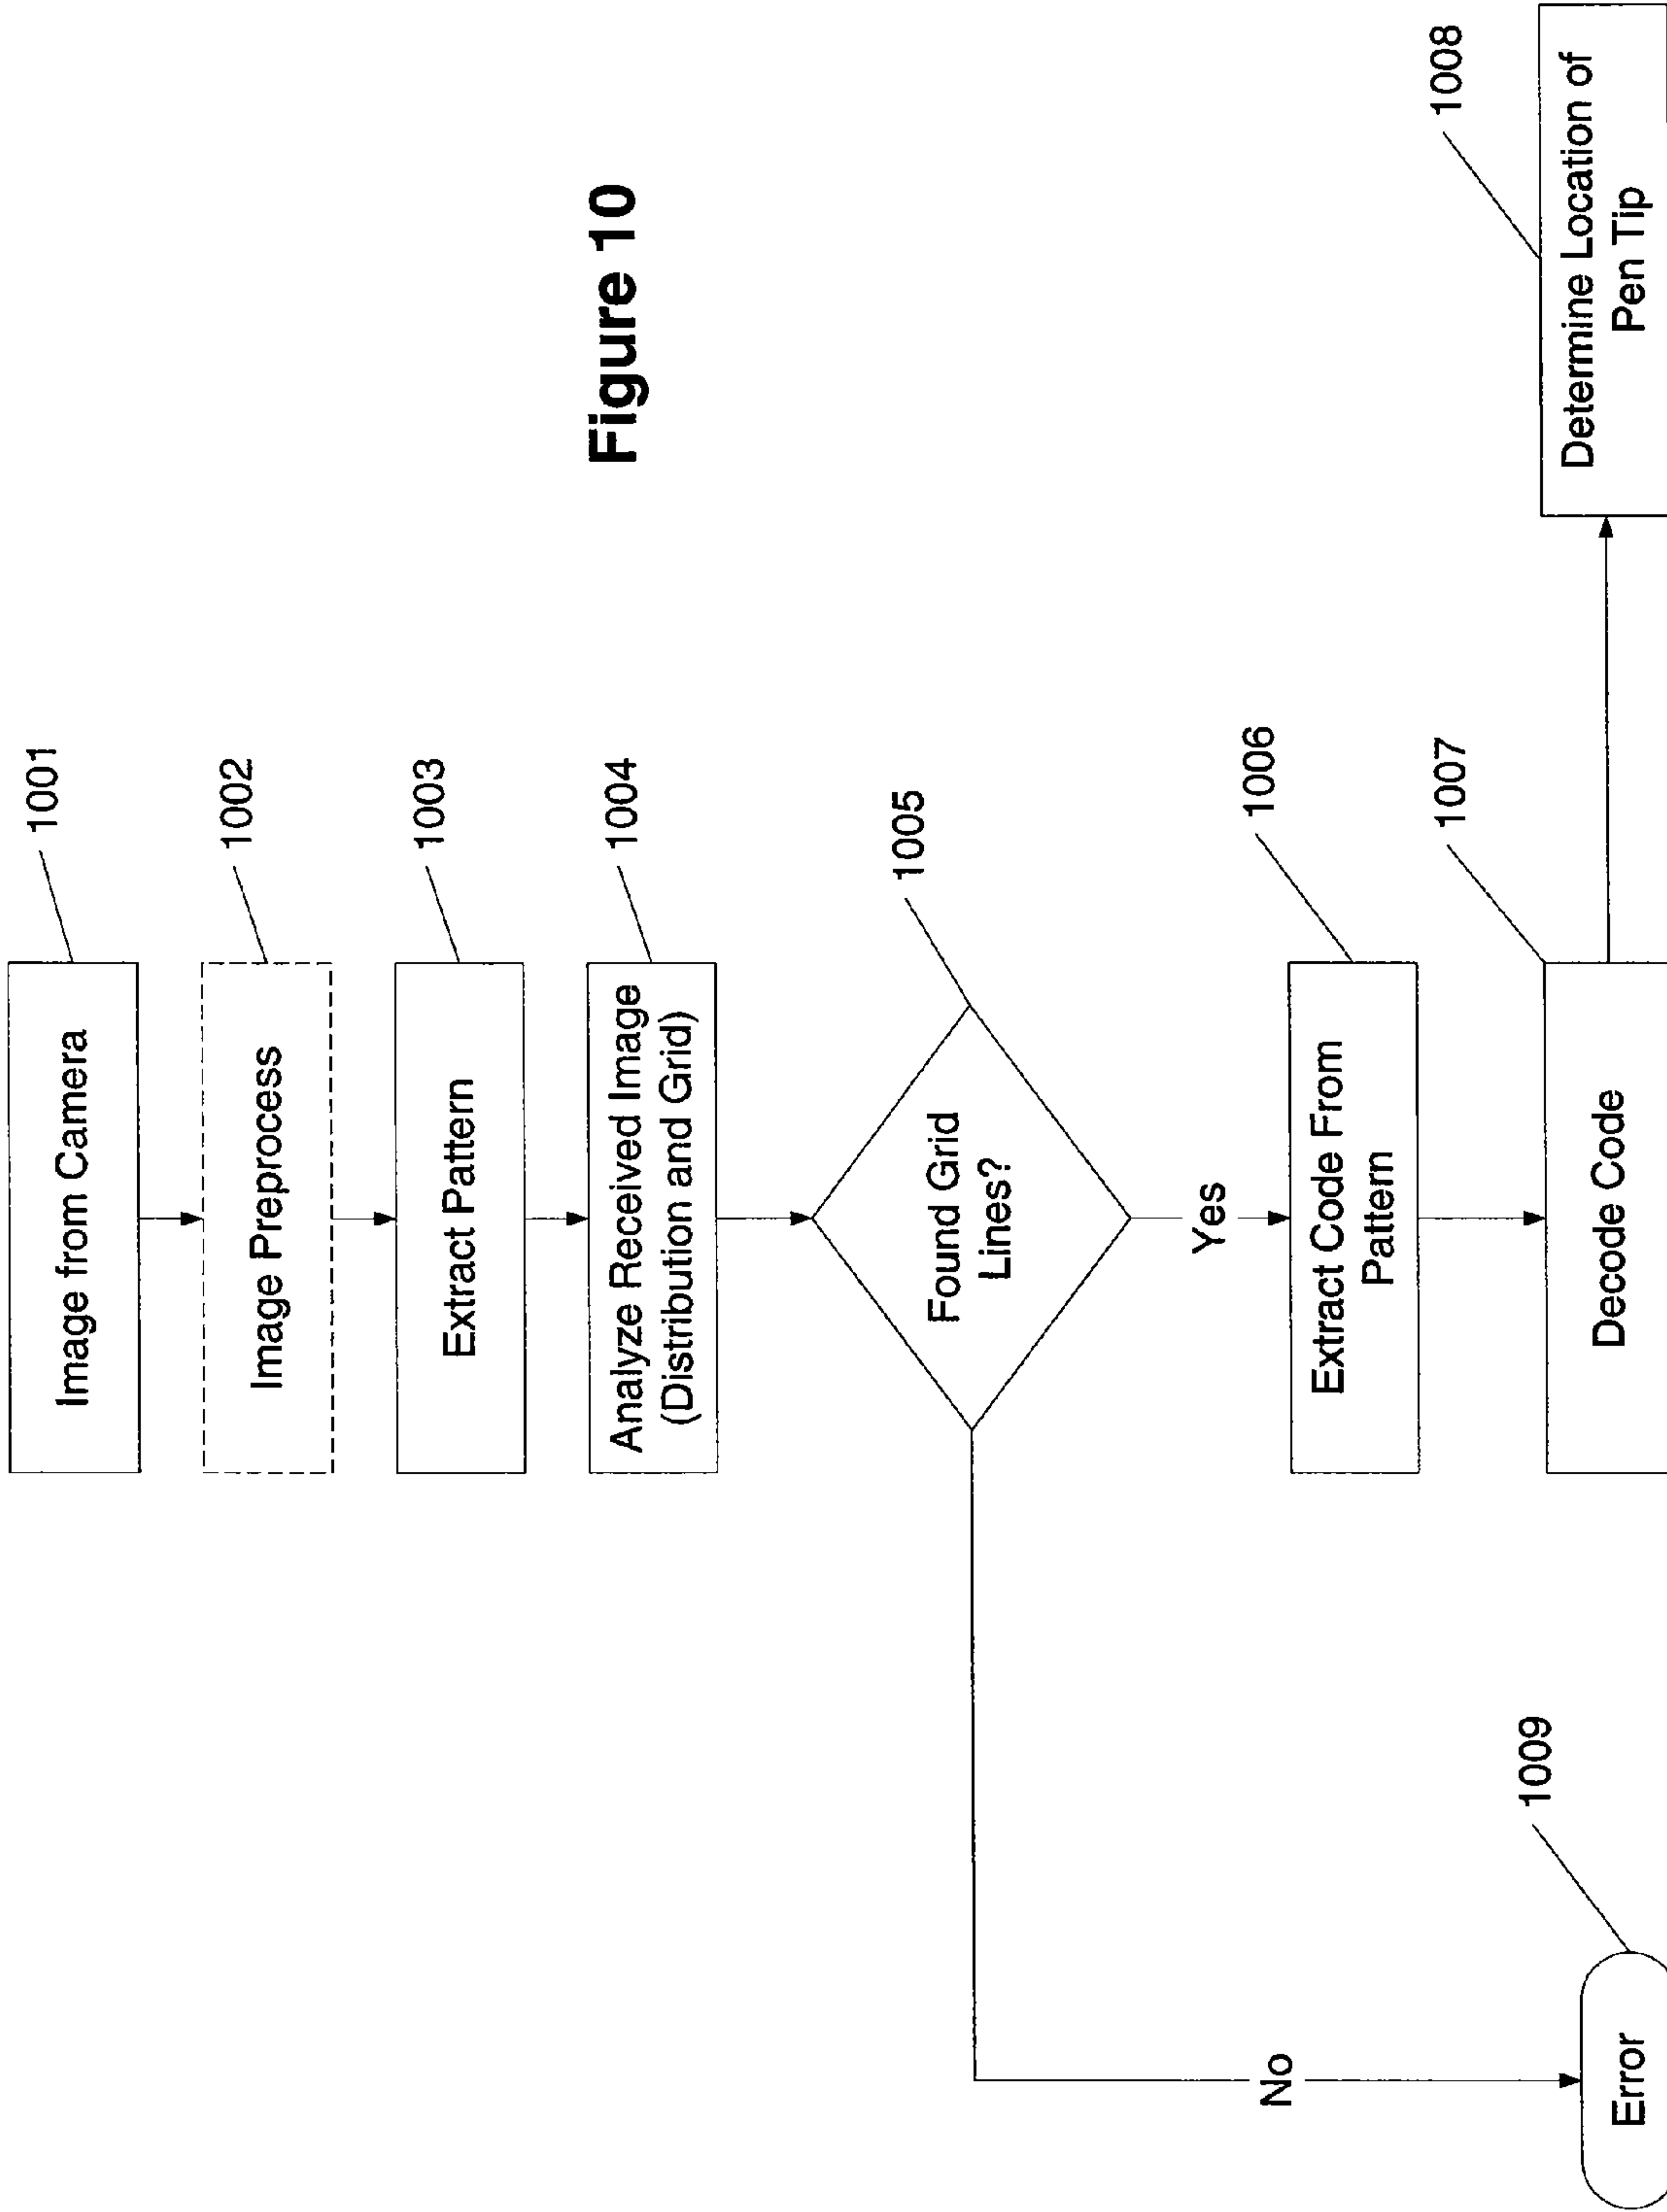 1001
Image from Camera
1002
Image Preprocess
1003
Extract Pattern
1004
Analyze Received Image
(Distribution and Grid)
Figure 10
1005
Found Grid
Lines?
No
Yes
1006
Extract Code From
Pattern
1009
Error
1007
Decode Code
1008
Determine Location of
Pen Tip